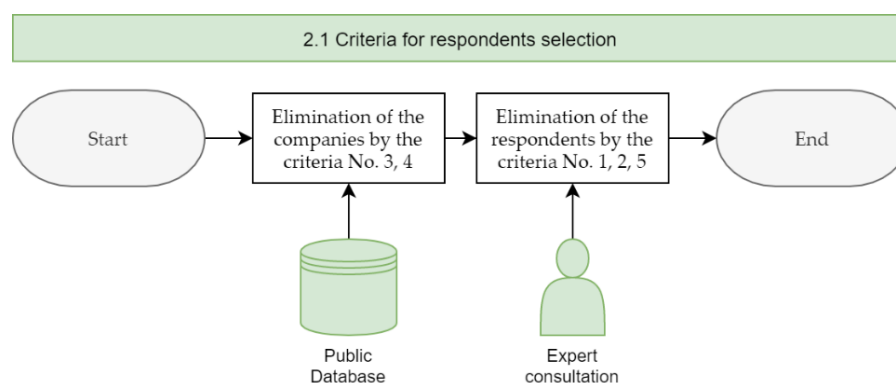 2.1 Criteria for respondents selection
Start
Elimination of the
companies by the
criteria No. 3, 4
Elimination of the
respondents by the
criteria No. 1, 2, 5
End
Public
Database
Expert
consultation